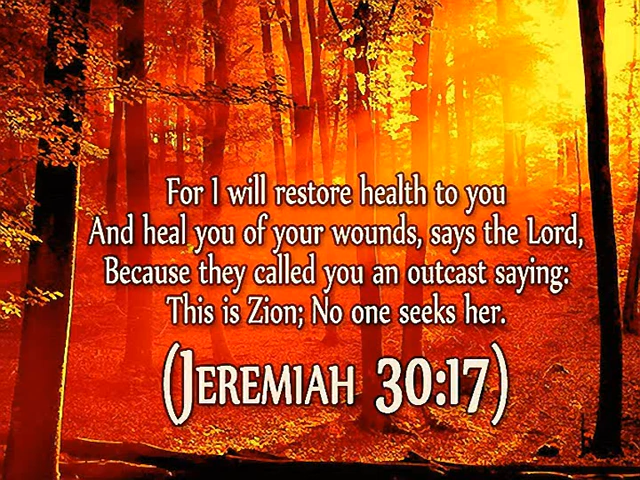 For I will restore health to you
And heal you of your wounds, says the Lord,
Because they called you an outcast saying:
This is Zion; No one seeks her.
(Jeremiah 30:17)